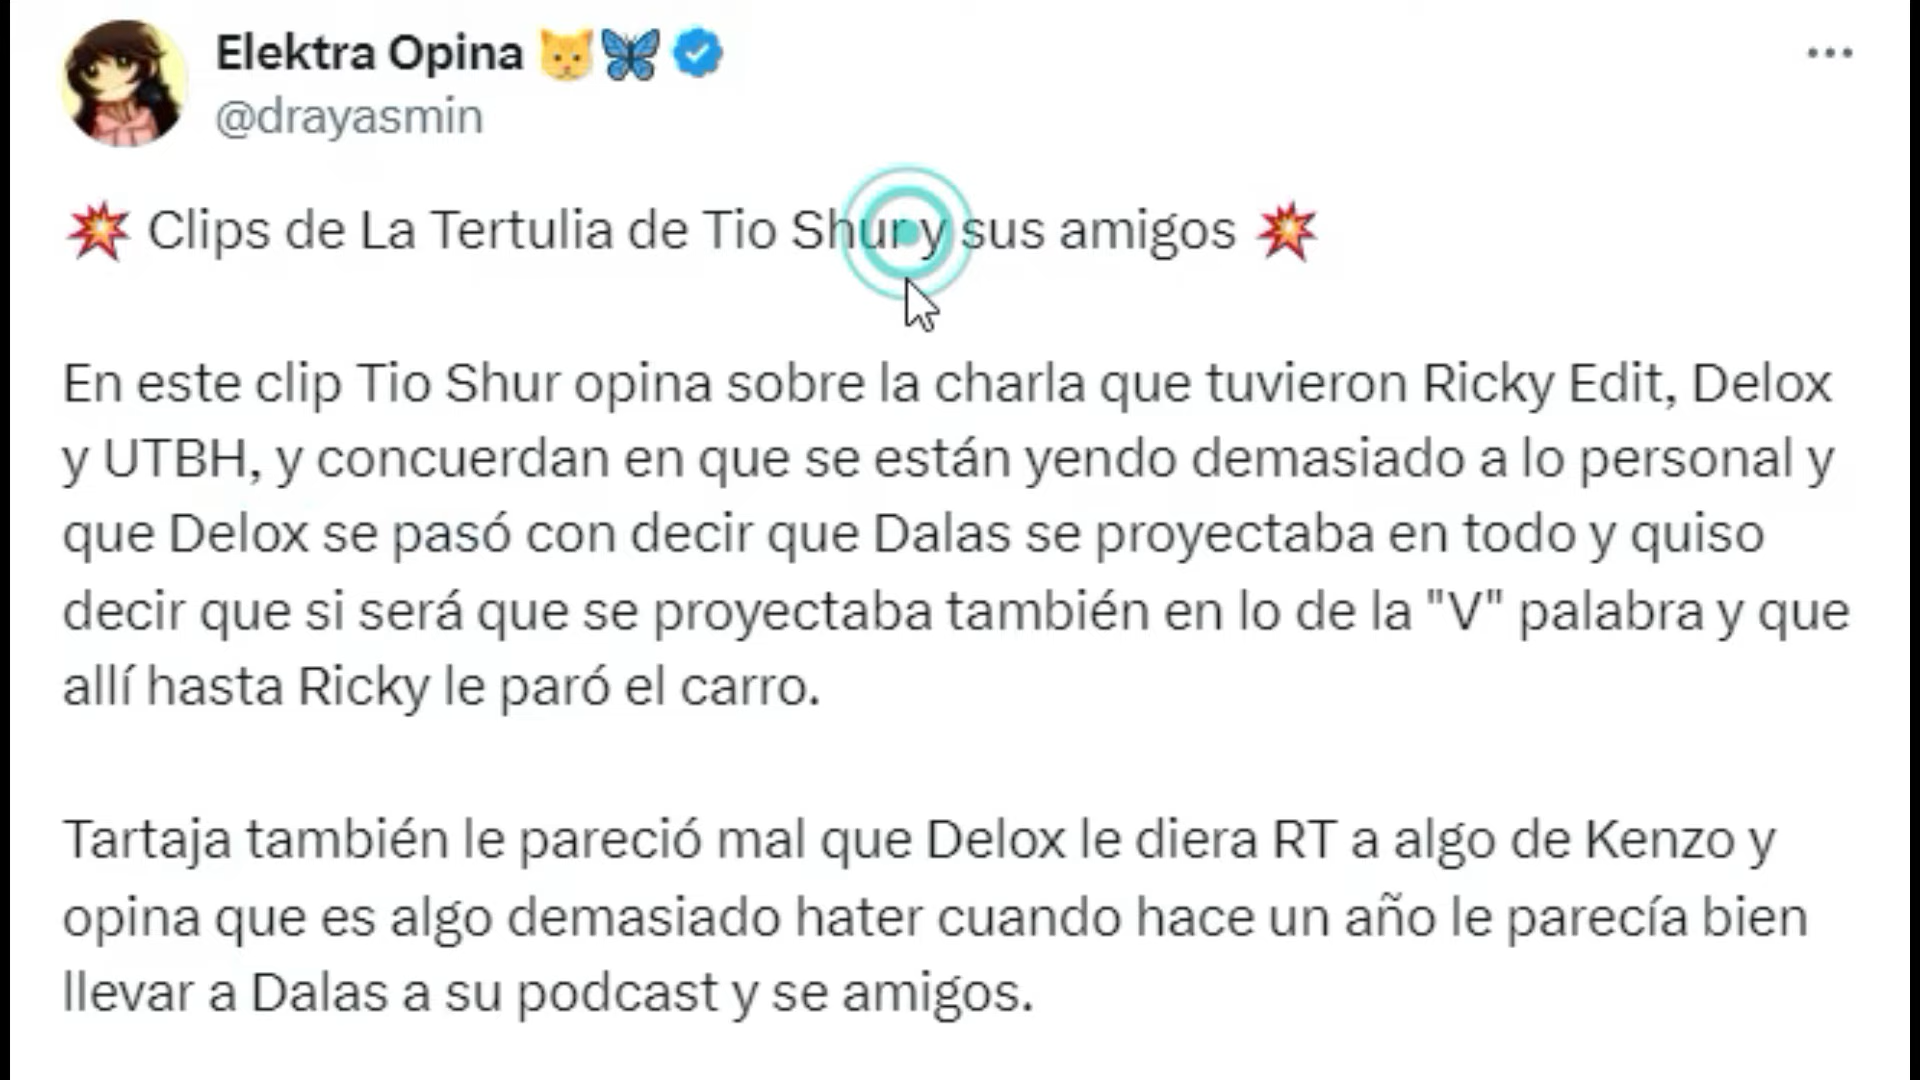 Elektra Opina 🐱🦋
@drayasmin
💥 Clips de La Tertulia de Tio Shur y sus amigos 💥
En este clip Tio Shur opina sobre la charla que tuvieron Ricky Edit, Delox
y UTBH, y concuerdan en que se están yendo demasiado a lo personal y
que Delox se pasó con decir que Dalas se proyectaba en todo y quiso
decir que si será que se proyectaba también en lo de la "V" palabra y que
allí hasta Ricky le paró el carro.
Tartaja también le pareció mal que Delox le diera RT a algo de Kenzo y
opina que es algo demasiado hater cuando hace un año le parecía bien
llevar a Dalas a su podcast y se amigos.